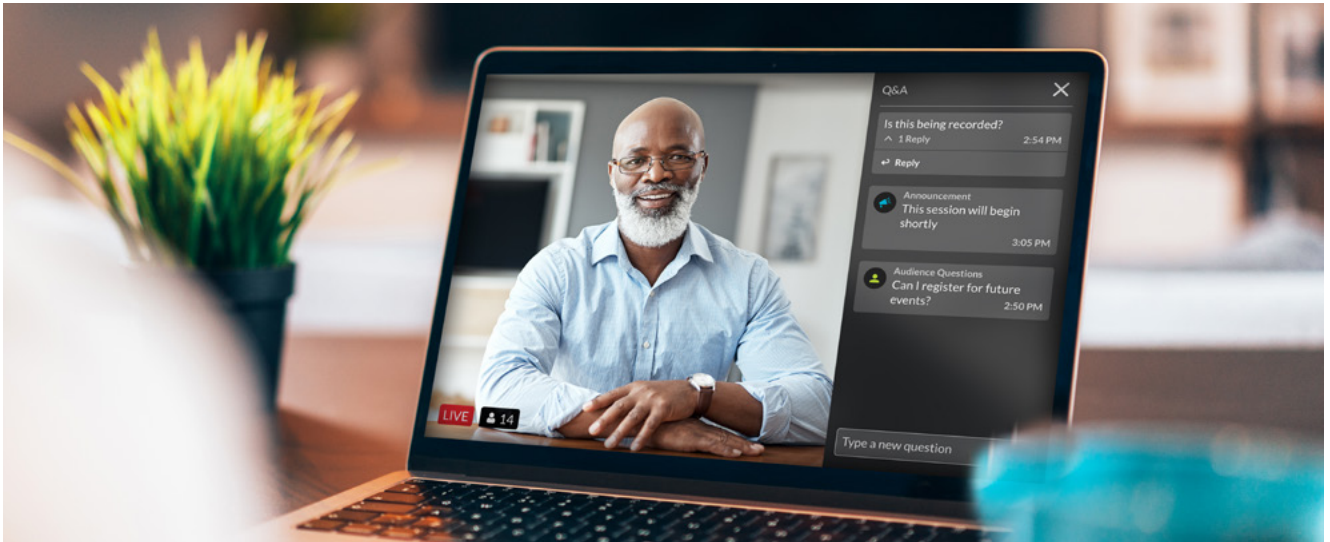 Q&A
Is this being recorded?
1 Reply
2:54 PM
Reply
Announcement
This session will begin
shortly
3:05 PM
Audience Questions
Can I register for future
events?
2:50 PM
Type a new question
LIVE
14